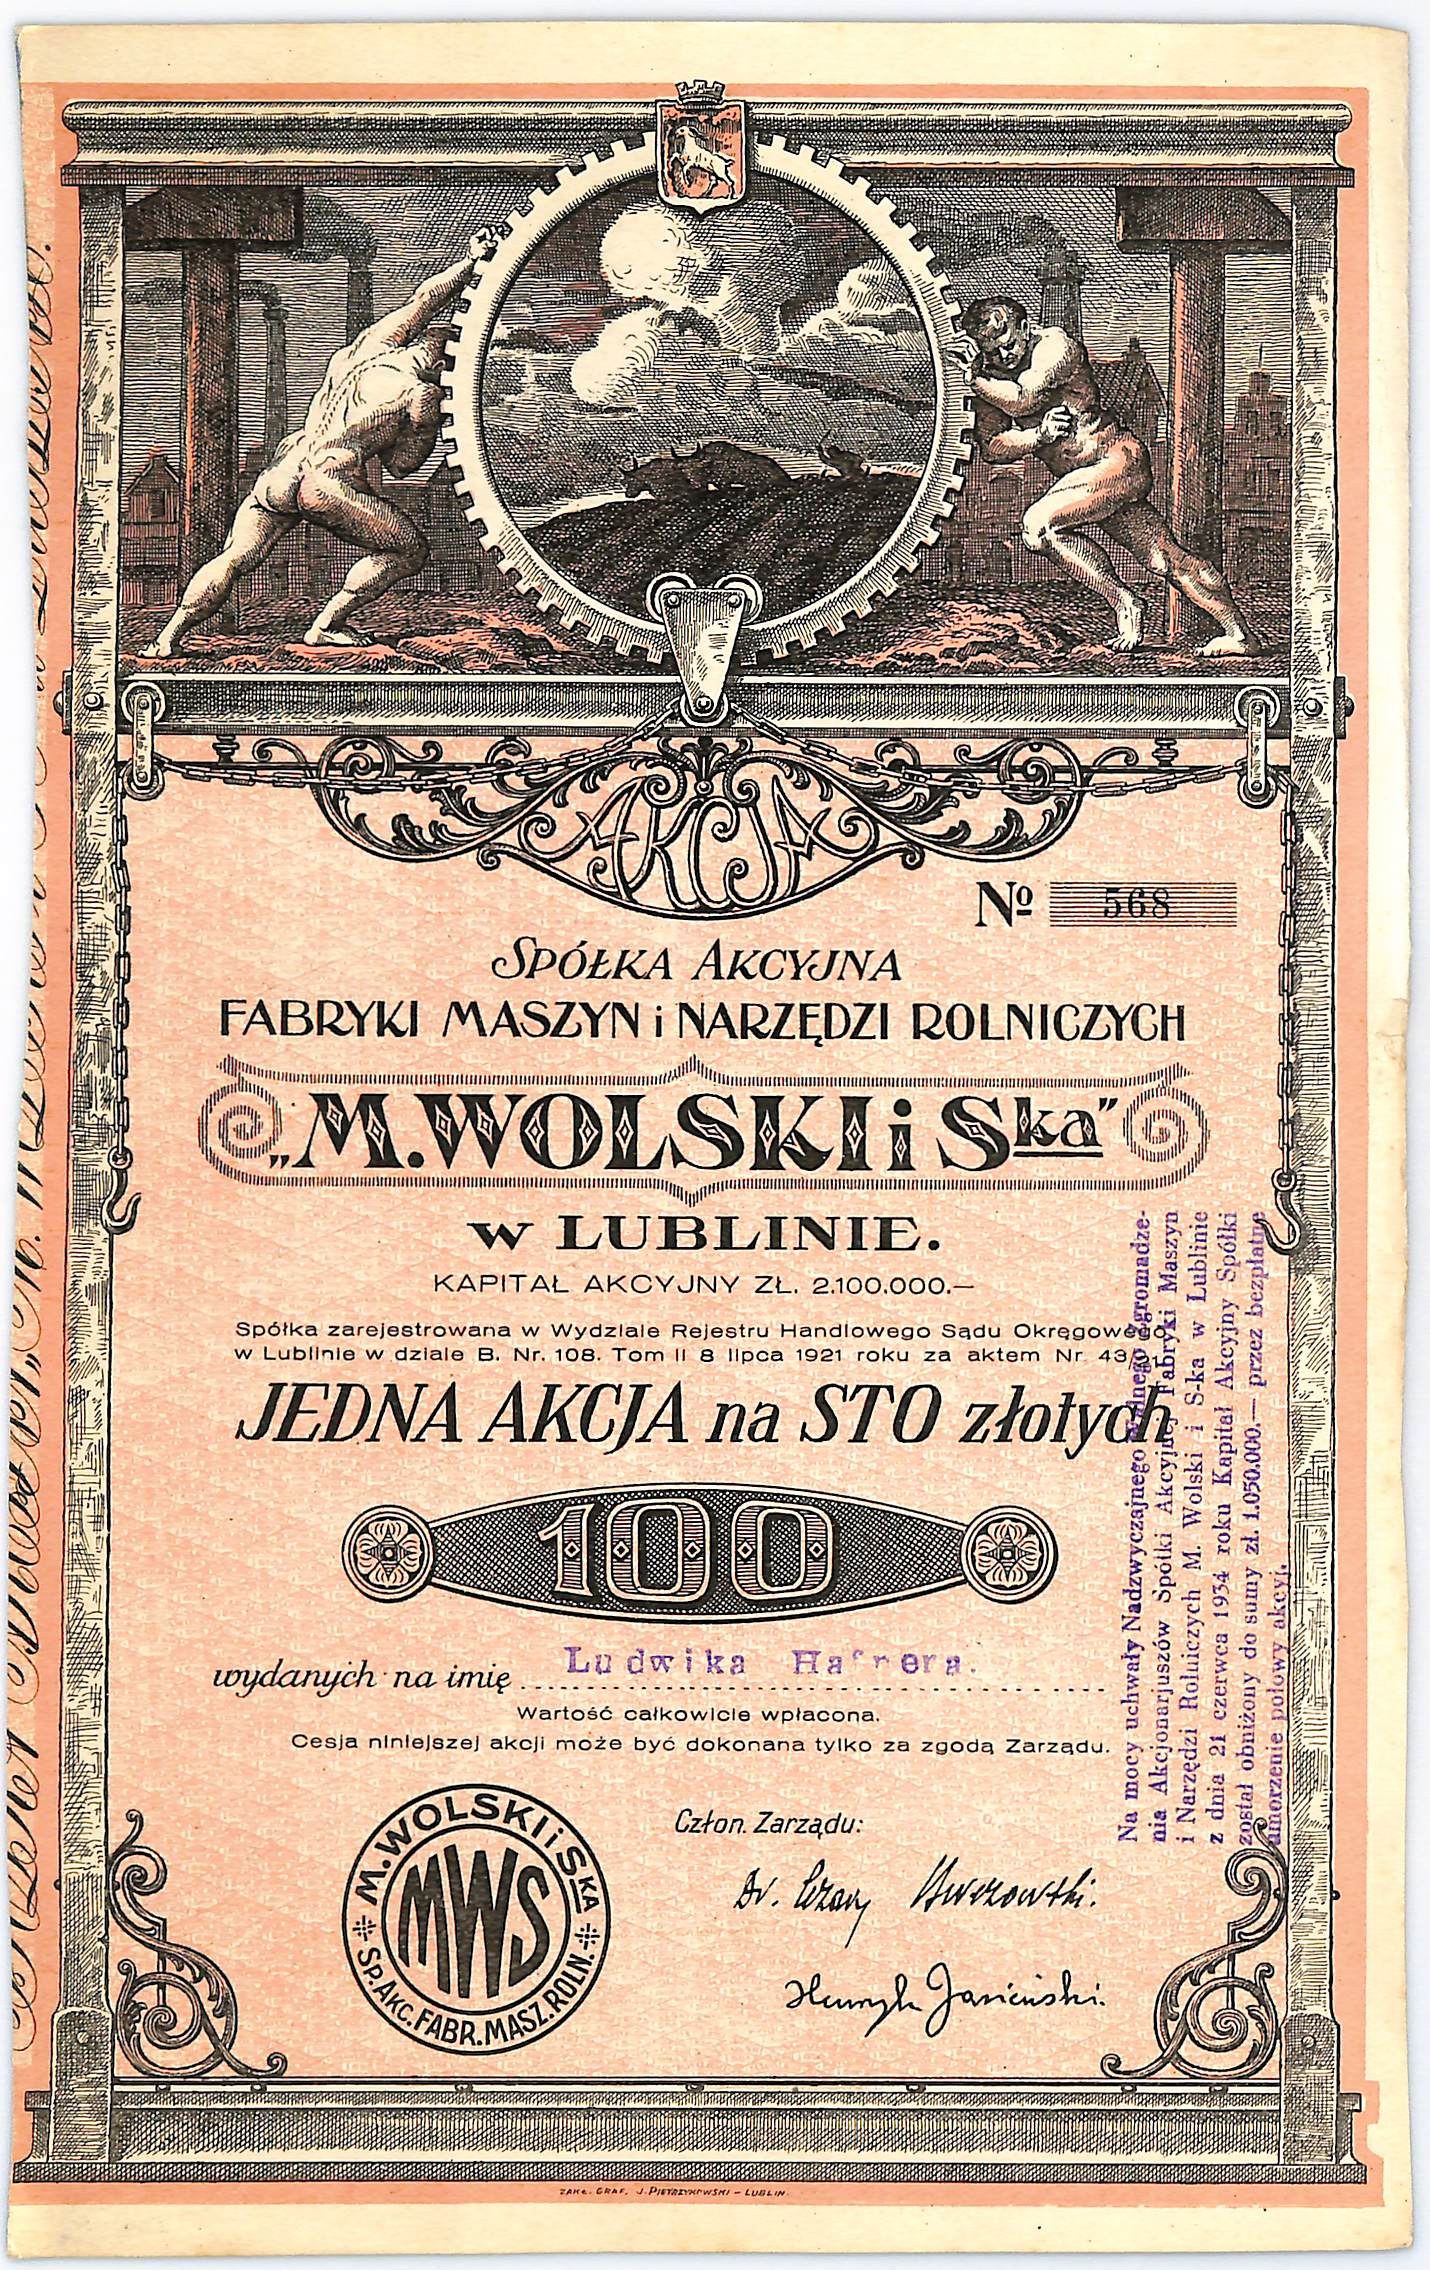 AKCJA
№ 568
SPÓŁKA AKCYJNA
FABRYKI MASZYN i NARZĘDZI ROLNICZYCH
„M. WOLSKI i Ska”
w LUBLINIE.
KAPITAŁ AKCYJNY ZŁ. 2.100.000.—
Spółka zarejestrowana w Wydziale Rejestru Handlowego Sądu Okręgowego
w Lublinie w dziale B. Nr. 108. Tom II 8 lipca 1921 roku za aktem Nr
JEDNA AKCJA na STO złotych
100
wydanych na imię Ludwika Hafnera.
Wartość całkowicie wpłacona.
Cesja niniejszej akcji może być dokonana tylko za zgodą Zarządu.
Człon. Zarządu:
Dr. Cezary
Henryk Jasieński.
M. WOLSKI i SKA
MWS
SP. AKC. FABR. MASZ. ROLN.
Na mocy uchwały Nadzwyczajnego Walnego Zgromadze-
nia Akcjonarjuszów Spółki Akcyjnej Fabryki Maszyn
i Narzędzi Rolniczych M. Wolski i S-ka w Lublinie
z dnia 21 czerwca 1934 roku Kapitał Akcyjny Spółki
został obniżony do sumy zł. 1.050.000.— przez bezpłatne
umorzenie połowy akcyj.
ZAKŁ. GRAF. J. PIETRZYKOWSKI – LUBLIN.